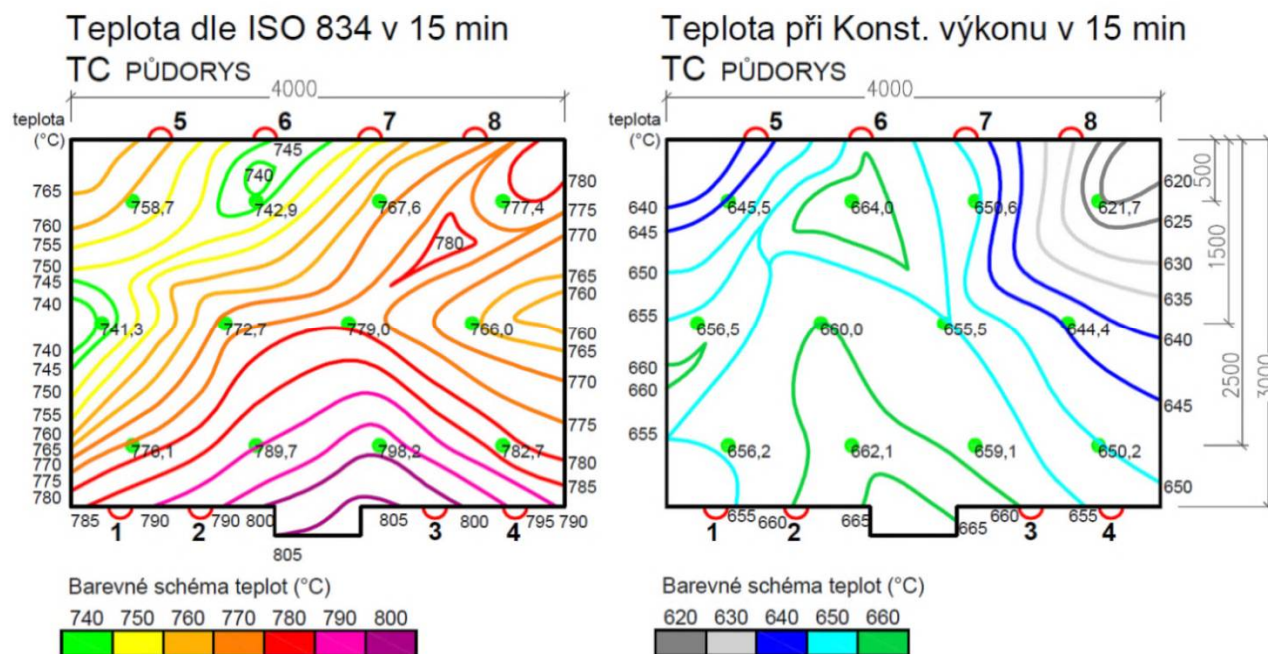 Teplota dle ISO 834 v 15 min
TC PŮDORYS
4000
teplota
(°C)
5 6 7 8
745
740
765
760
755
750
745
740
740
745
750
755
760
765
770
775
780
780
775
770
765
760
760
765
770
775
780
785
758,7 742,9 767,6 777,4
780
741,3 772,7 779,0 766,0
770,1 789,7 798,2 782,7
785 790 790 800 805 800 795 790
1 2 3 4
805
Barevné schéma teplot (°C)
740 750 760 770 780 790 800
Teplota při Konst. výkonu v 15 min
TC PŮDORYS
4000
5 6 7 8
640
645
650
655
660
660
655
620
625
630
635
640
645
650
645,5 664,0 650,6 621,7
656,5 660,0 655,5 644,4
656,2 662,1 659,1 650,2
655 660 665 665 660 655
1 2 3 4
500
1500
2500
3000
Barevné schéma teplot (°C)
620 630 640 650 660